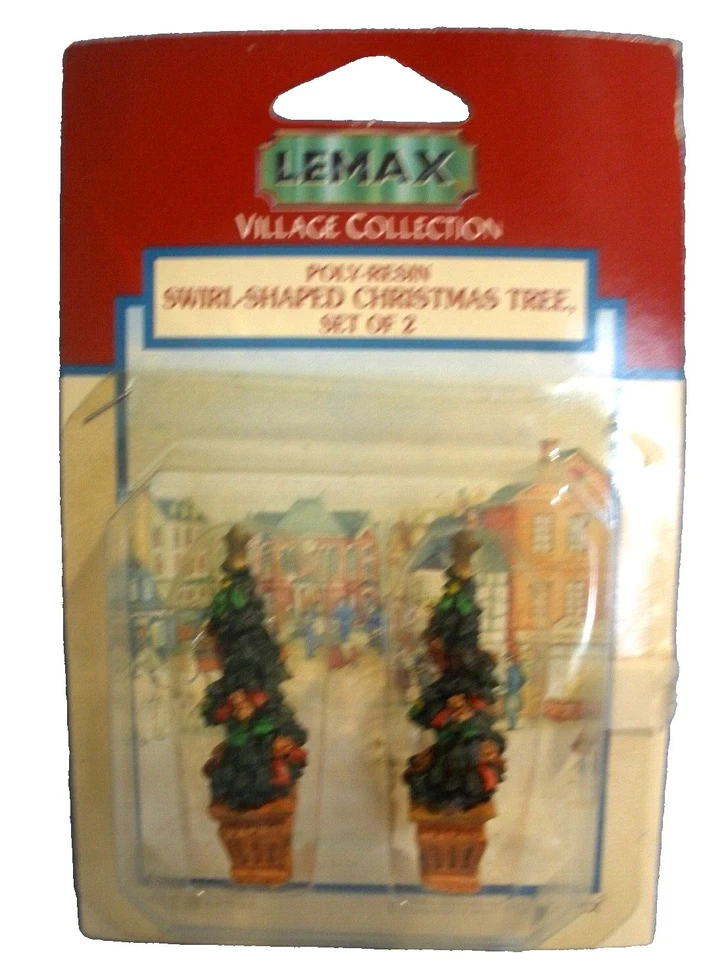 LEMAX
VILLAGE COLLECTION
POLY-RESIN
SWIRL-SHAPED CHRISTMAS TREE,
SET OF 2